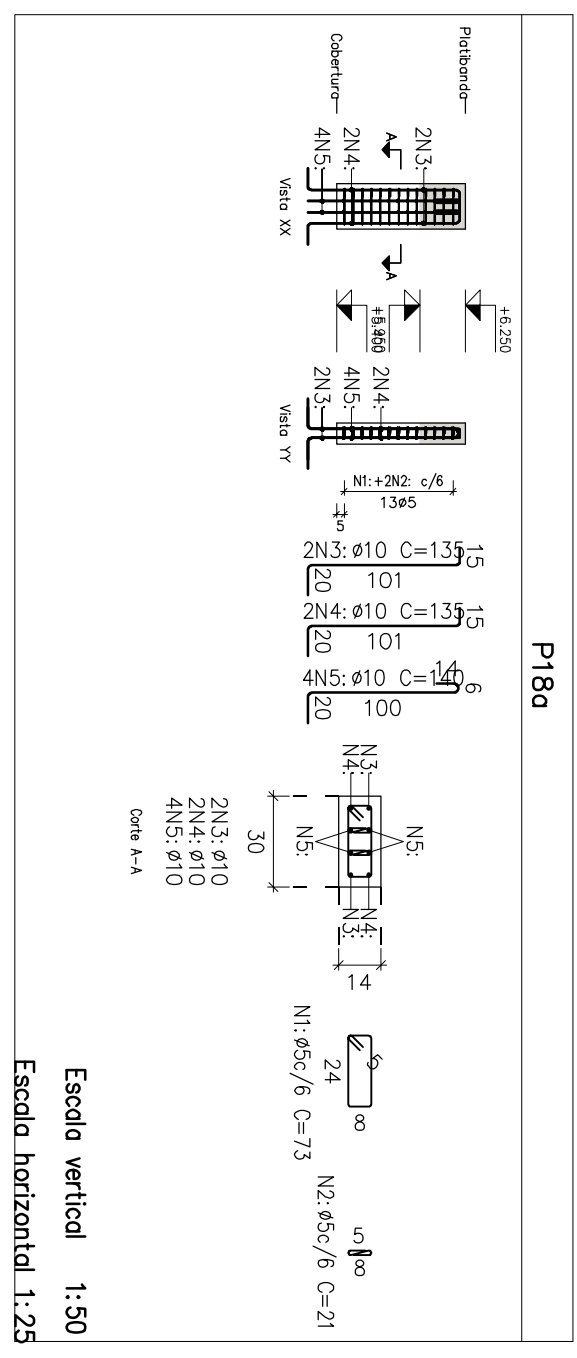 P18a
Platibanda
Cobertura
2N3:
A
2N4:
4N5:
A
Vista XX
+6.250
2N4:
4N5:
2N3:
Vista YY
N1:+2N2: c/6
13ø5
5
2N3: ø10 C=135
15
20
101
2N4: ø10 C=135
15
20
101
4N5: ø10 C=140
14
6
20
100
N3:
N4:
N5:
N5:
N4:
N3:
30
14
2N3: ø10
2N4: ø10
4N5: ø10
Corte A-A
5
24
8
N1: ø5c/6 C=73
5
8
N2: ø5c/6 C=21
Escala vertical 1:50
Escala horizontal 1:25